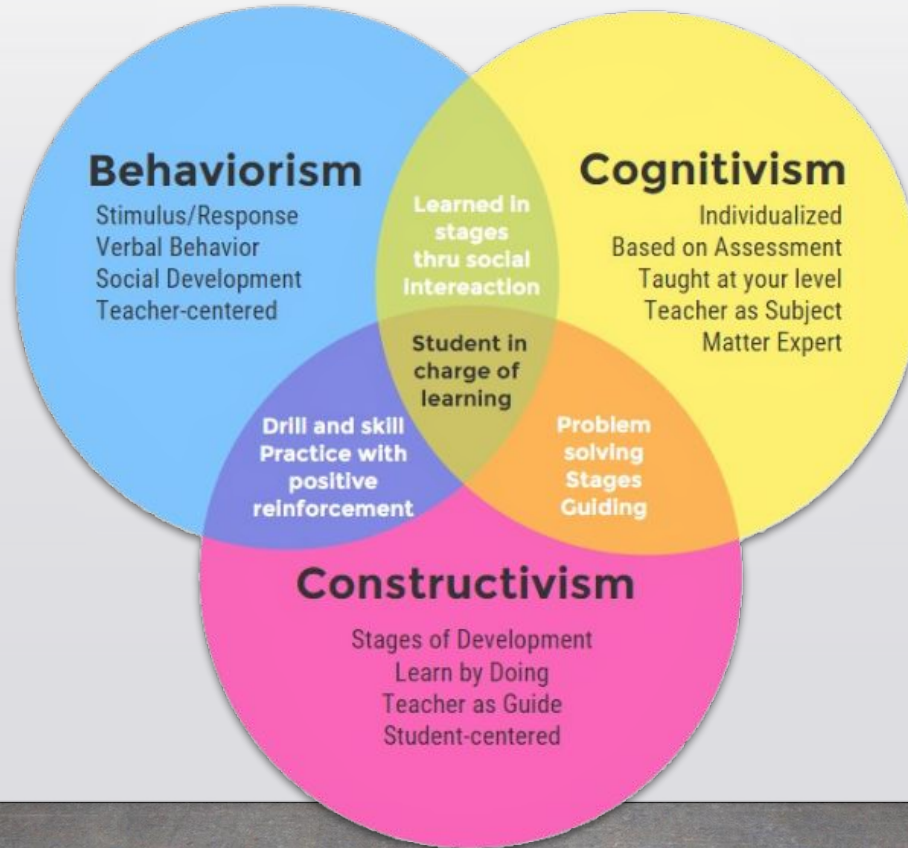 Behaviorism
Stimulus/Response
Verbal Behavior
Social Development
Teacher-centered
Learned in
stages
thru social
intereaction
Cognitivism
Individualized
Based on Assessment
Taught at your level
Teacher as Subject
Matter Expert
Student in
charge of
learning
Drill and skill
Practice with
positive
reinforcement
Problem
solving
Stages
Guiding
Constructivism
Stages of Development
Learn by Doing
Teacher as Guide
Student-centered